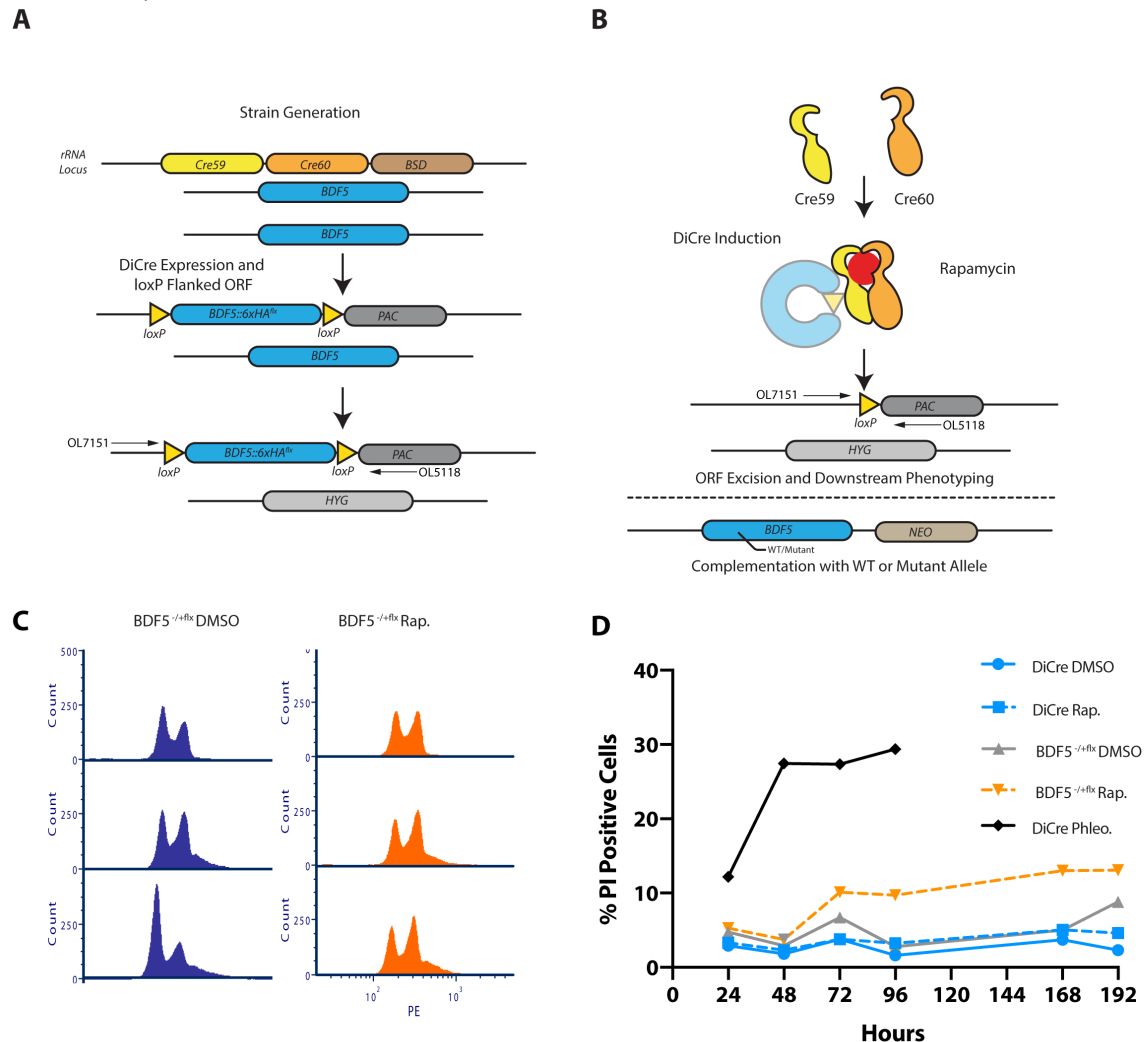 A
Strain Generation
rRNA
Locus
Cre59
Cre60
BSD
BDF5
BDF5
DiCre Expression and
loxP Flanked ORF
BDF5::6xHAflx
PAC
loxP
loxP
BDF5
OL7151
BDF5::6xHAflx
PAC
loxP
loxP
OL5118
HYG
B
Cre59
Cre60
DiCre Induction
Rapamycin
OL7151
PAC
loxP
OL5118
HYG
ORF Excision and Downstream Phenotyping
BDF5
NEO
WT/Mutant
Complementation with WT or Mutant Allele
C
BDF5 -/+flx DMSO
BDF5 -/+flx Rap.
500
250
0
Count
250
0
Count
250
0
Count
0
250
0
Count
250
0
Count
250
0
Count
10 2
10 3
PE
D
40
30
20
10
0
% PI Positive Cells
0 24 48 72 96 120 144 168 192
Hours
DiCre DMSO
DiCre Rap.
BDF5 -/+flx DMSO
BDF5 -/+flx Rap.
DiCre Phleo.